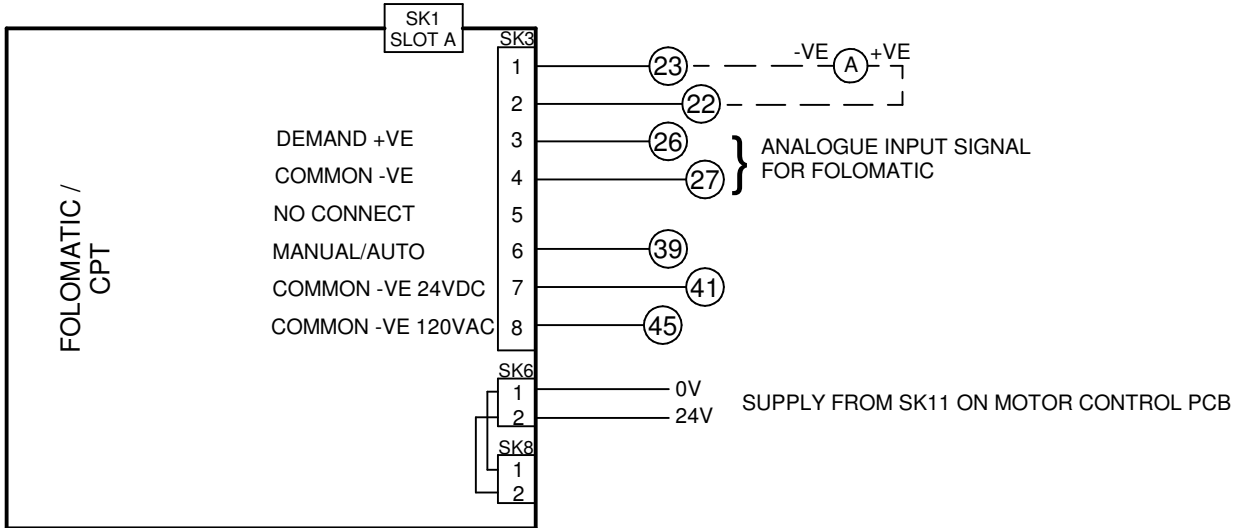 SK1
SLOT A
SK3
1
23
-VE
A
+VE
2
22
DEMAND +VE
3
26
COMMON -VE
4
27
}
ANALOGUE INPUT SIGNAL
FOR FOLOMATIC
NO CONNECT
5
MANUAL/AUTO
6
39
COMMON -VE 24VDC
7
41
COMMON -VE 120VAC
8
45
FOLOMATIC /
CPT
SK6
1
0V
2
24V
SUPPLY FROM SK11 ON MOTOR CONTROL PCB
SK8
1
2